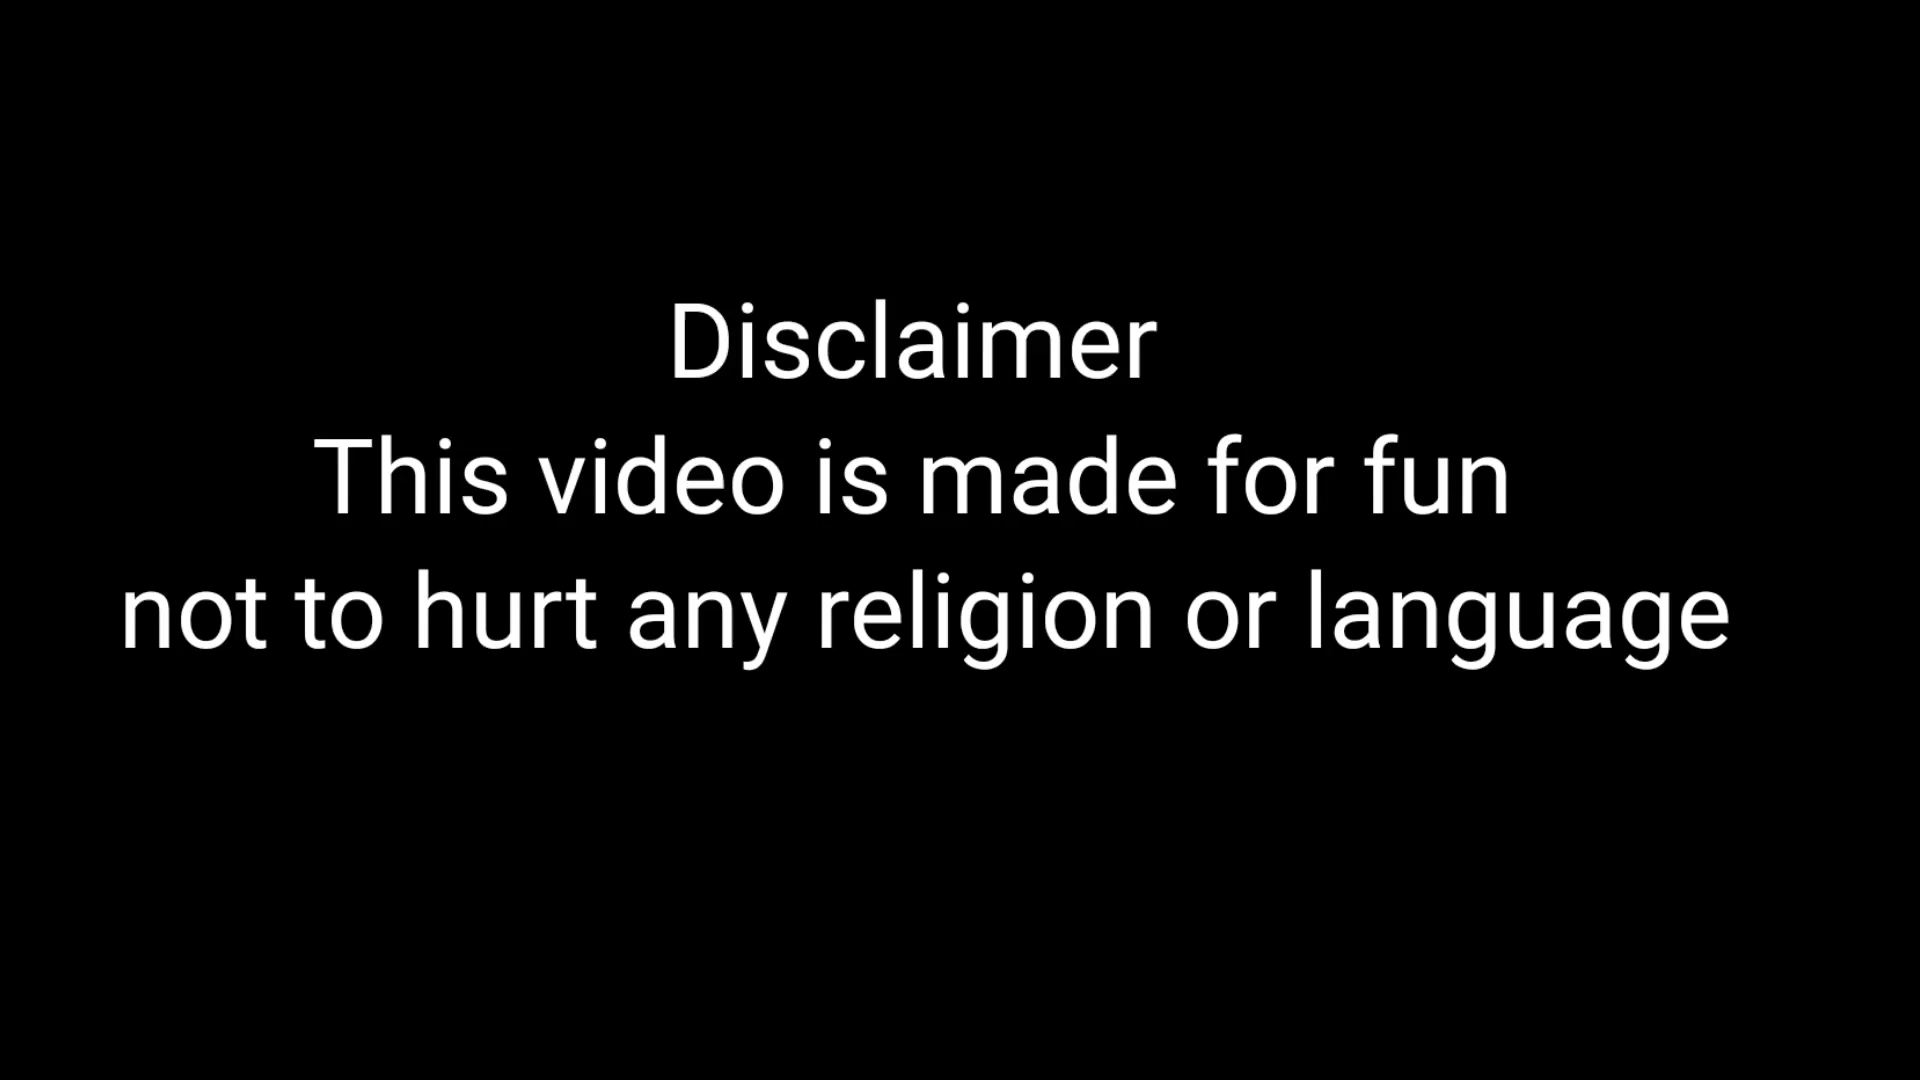 Disclaimer
This video is made for fun
not to hurt any religion or language